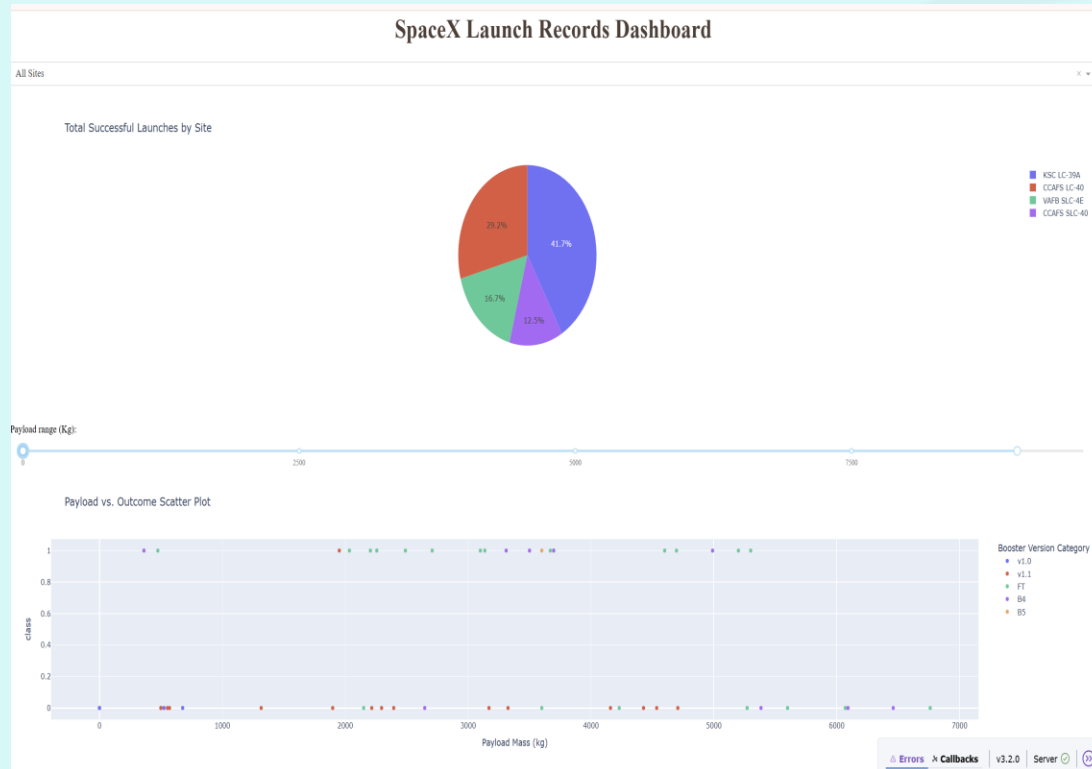 SpaceX Launch Records Dashboard
All Sites
Total Successful Launches by Site
KSC LC-39A
CCAFS LC-40
VAFB SLC-4E
CCAFS SLC-40
29.2%
41.7%
16.7%
12.5%
Payload range (Kg):
0 2500 5000 7500
Payload vs. Outcome Scatter Plot
Booster Version Category
v1.0
v1.1
FT
B4
B5
class
1
0.8
0.6
0.4
0.2
0
0 1000 2000 3000 4000 5000 6000 7000
Payload Mass (kg)
Errors Callbacks v3.2.0 Server